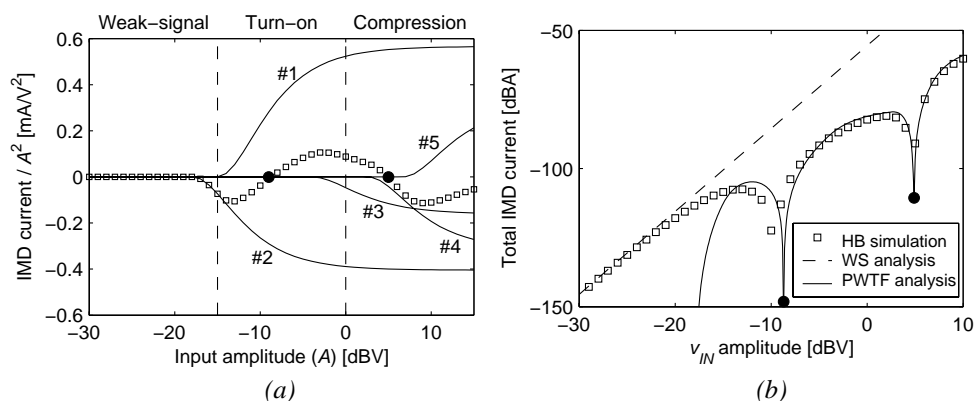 Weak−signal Turn−on Compression
0.6
0.4
0.2
0
−0.2
−0.4
−0.6
IMD current / A² [mA/V²]
#1
#5
#3
#4
#2
−30 −20 −10 0 10
Input amplitude (A) [dBV]
(a)
−50
−100
−150
Total IMD current [dBA]
HB simulation
WS analysis
PWTF analysis
−30 −20 −10 0 10
v_IN amplitude [dBV]
(b)